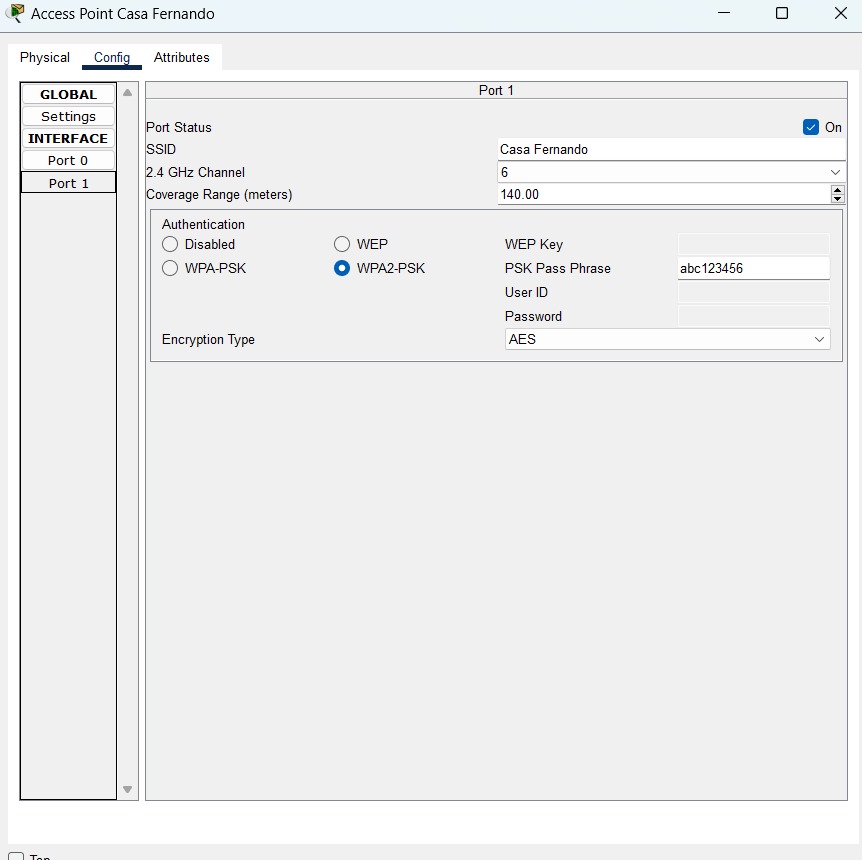 Access Point Casa Fernando
Physical Config Attributes
GLOBAL
Settings
INTERFACE
Port 0
Port 1
Port 1
Port Status On
SSID Casa Fernando
2.4 GHz Channel 6
Coverage Range (meters) 140.00
Authentication
Disabled WEP WEP Key
WPA-PSK WPA2-PSK PSK Pass Phrase abc123456
User ID
Password
Encryption Type AES
Top